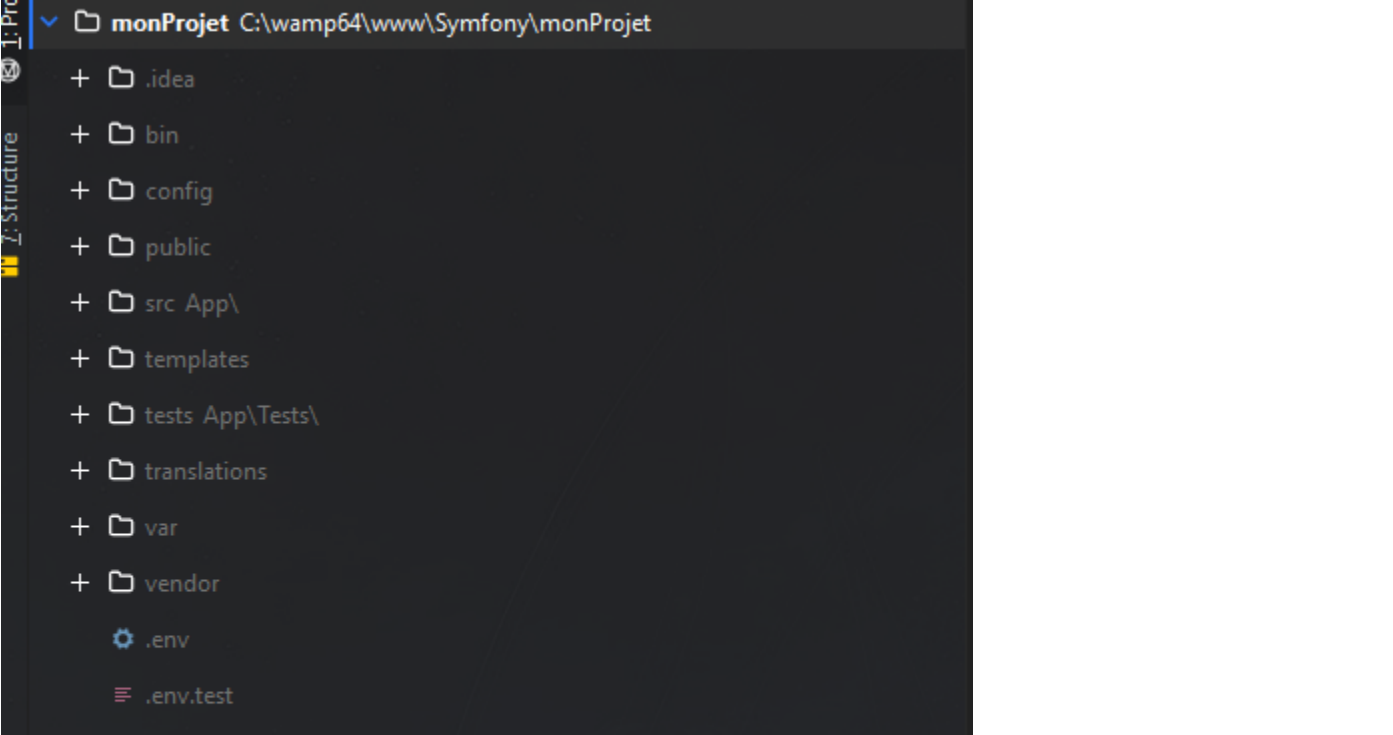 monProjet C:\wamp64\www\Symfony\monProjet
.idea
bin
config
public
src App\
templates
tests App\Tests\
translations
var
vendor
.env
.env.test
1: Pro
7: Structure